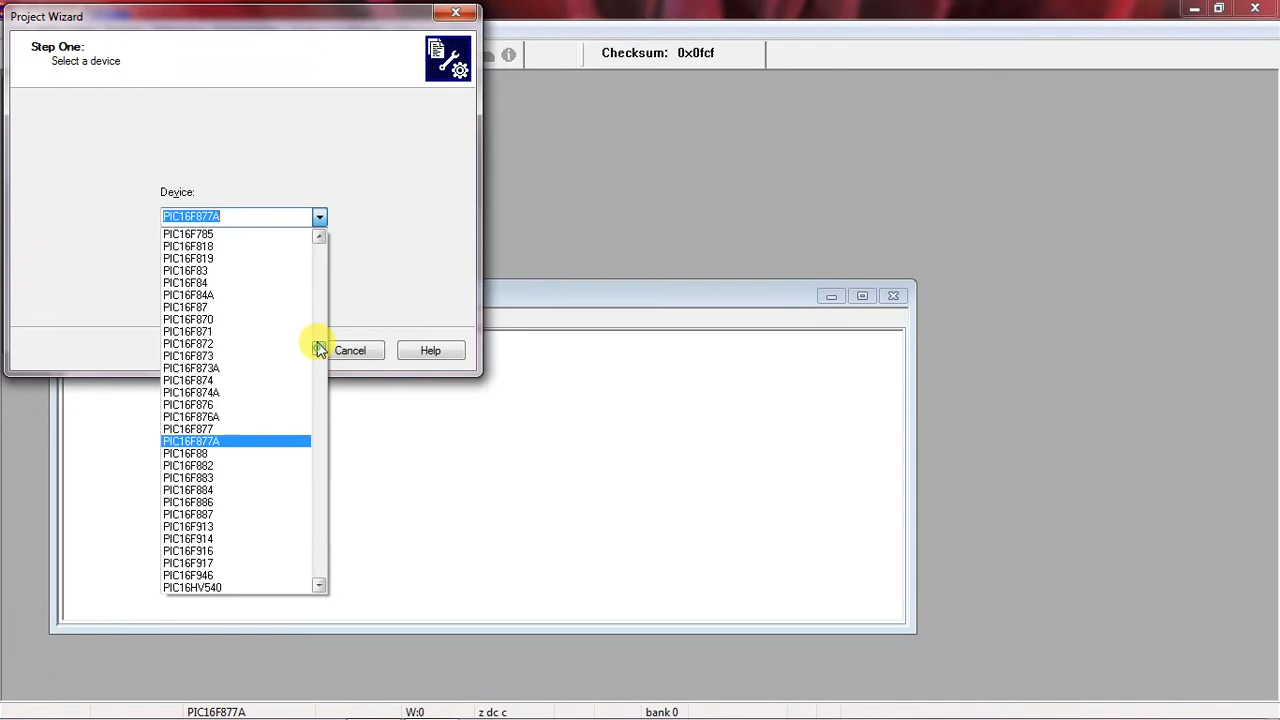 Project Wizard
Step One:
Select a device
Checksum: 0x0fcf
Device:
PIC16F877A
PIC16F785
PIC16F818
PIC16F819
PIC16F83
PIC16F84
PIC16F84A
PIC16F87
PIC16F870
PIC16F871
PIC16F872
PIC16F873
PIC16F873A
PIC16F874
PIC16F874A
PIC16F876
PIC16F876A
PIC16F877
PIC16F877A
PIC16F88
PIC16F882
PIC16F883
PIC16F884
PIC16F886
PIC16F887
PIC16F913
PIC16F914
PIC16F916
PIC16F917
PIC16F946
PIC16HV540
Cancel
Help
PIC16F877A
W:0
z dc c
bank 0